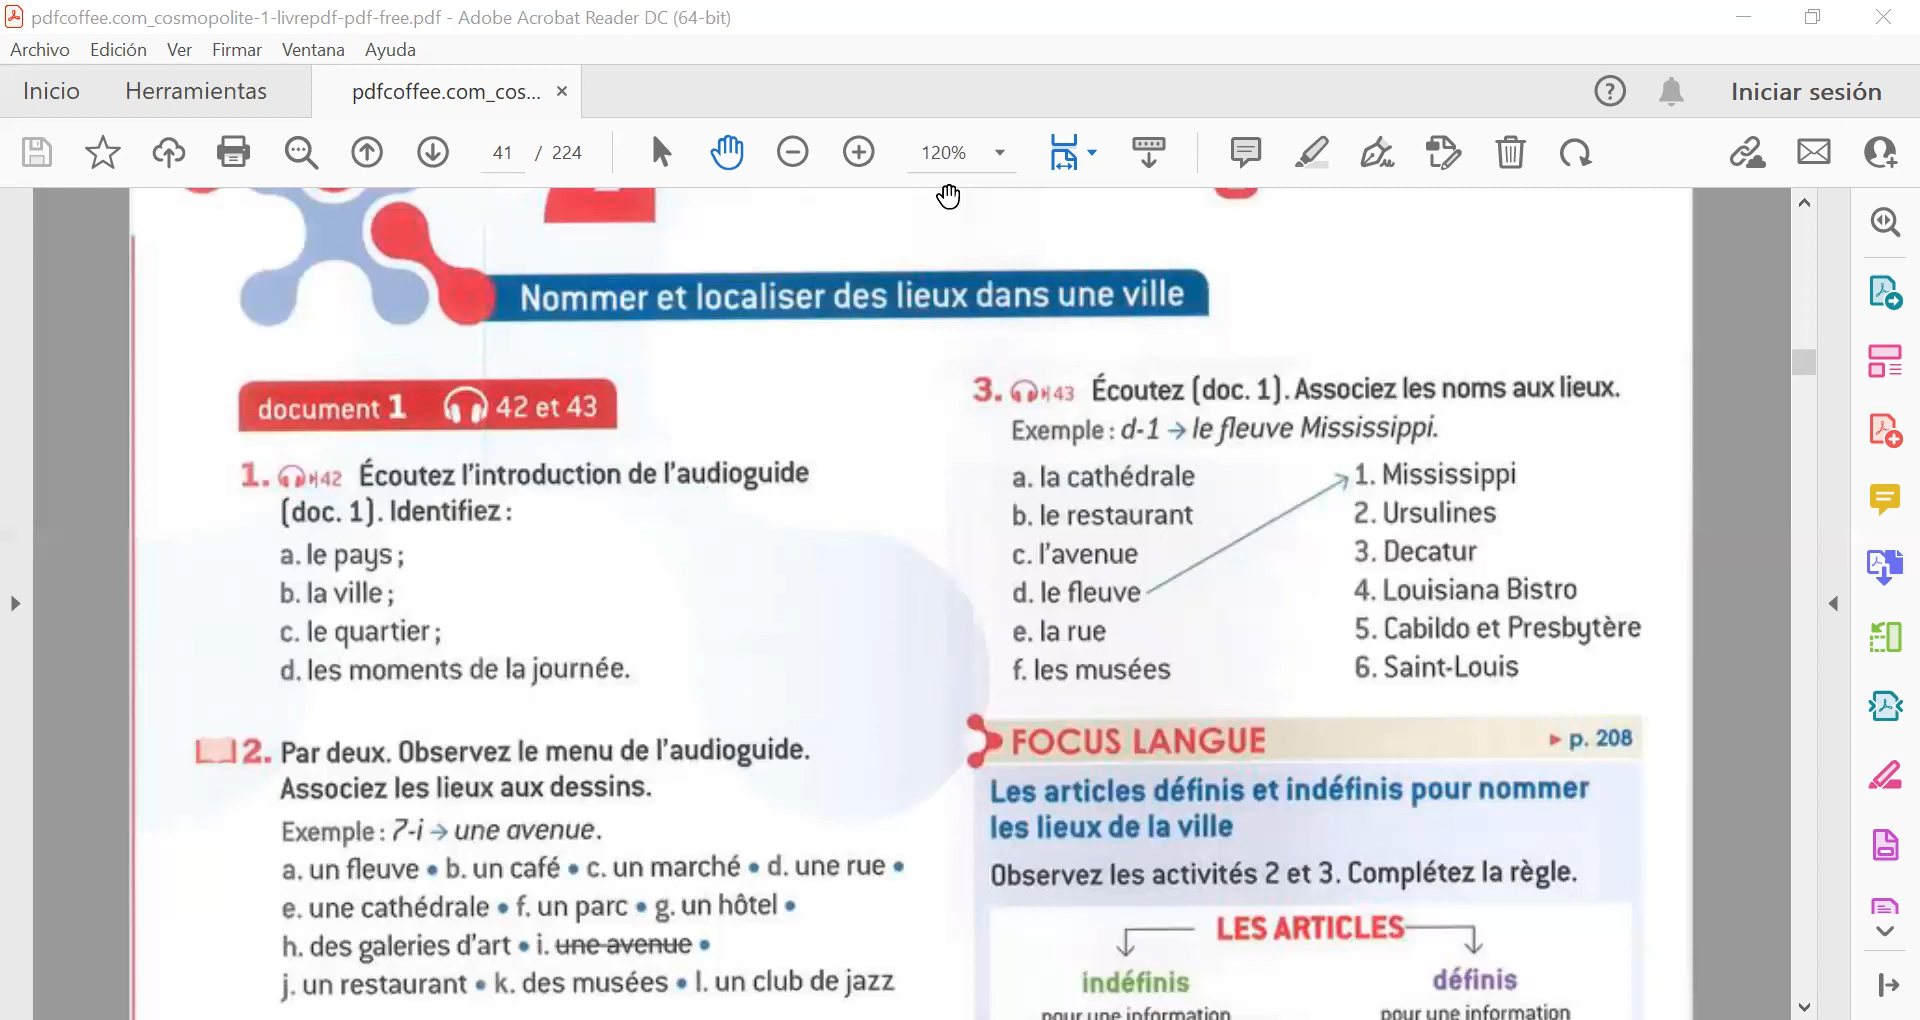 pdfcoffee.com_cosmopolite-1-livrepdf-pdf-free.pdf - Adobe Acrobat Reader DC (64-bit)
Archivo Edición Ver Firmar Ventana Ayuda
Inicio Herramientas pdfcoffee.com_cos... × Iniciar sesión
41 / 224 120%
Nommer et localiser des lieux dans une ville
document 1 42 et 43
1. 42 Écoutez l'introduction de l'audioguide
(doc. 1). Identifiez :
a. le pays ;
b. la ville ;
c. le quartier ;
d. les moments de la journée.
2. Par deux. Observez le menu de l'audioguide.
Associez les lieux aux dessins.
Exemple : 7-i → une avenue.
a. un fleuve • b. un café • c. un marché • d. une rue •
e. une cathédrale • f. un parc • g. un hôtel •
h. des galeries d'art • i. une avenue •
j. un restaurant • k. des musées • l. un club de jazz
3. 43 Écoutez (doc. 1). Associez les noms aux lieux.
Exemple : d-1 → le fleuve Mississippi.
a. la cathédrale 1. Mississippi
b. le restaurant 2. Ursulines
c. l'avenue 3. Decatur
d. le fleuve 4. Louisiana Bistro
e. la rue 5. Cabildo et Presbytère
f. les musées 6. Saint-Louis
FOCUS LANGUE ▸ p. 208
Les articles définis et indéfinis pour nommer
les lieux de la ville
Observez les activités 2 et 3. Complétez la règle.
LES ARTICLES
indéfinis définis
pour une information pour une information